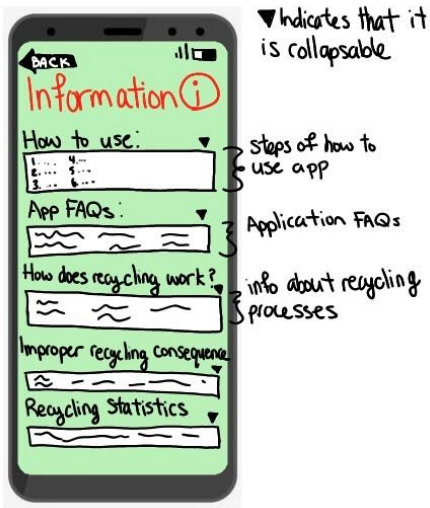 BACK
Information i
How to use:
1.... 4...
2.... 5....
3.... 6....
App FAQs:
How does recycling work?
Improper recycling consequence
Recycling Statistics
▼ Indicates that it
is collapsable
steps of how to
use app
Application FAQs
info about recycling
processes